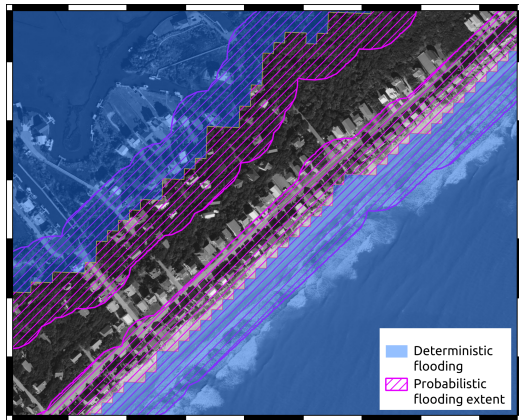 Deterministic
flooding
Probabilistic
flooding extent